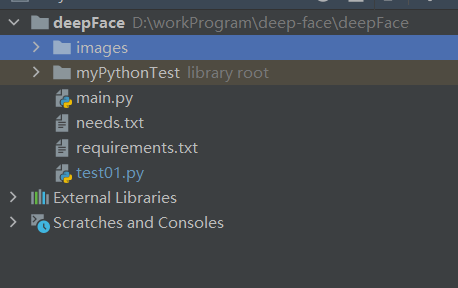 deepFace D:\workProgram\deep-face\deepFace
images
myPythonTest library root
main.py
needs.txt
requirements.txt
test01.py
External Libraries
Scratches and Consoles